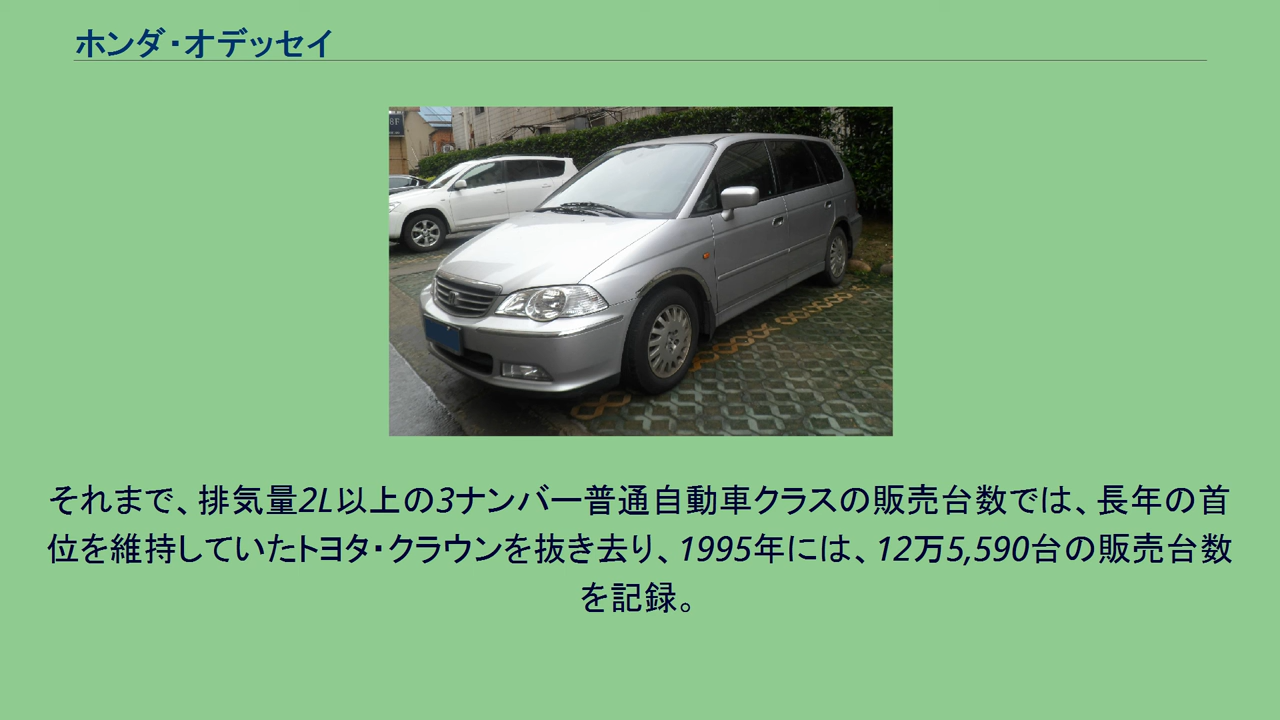 ホンダ・オデッセイ
それまで、排気量2L以上の3ナンバー普通自動車クラスの販売台数では、長年の首
位を維持していたトヨタ・クラウンを抜き去り、1995年には、12万5,590台の販売台数
を記録。